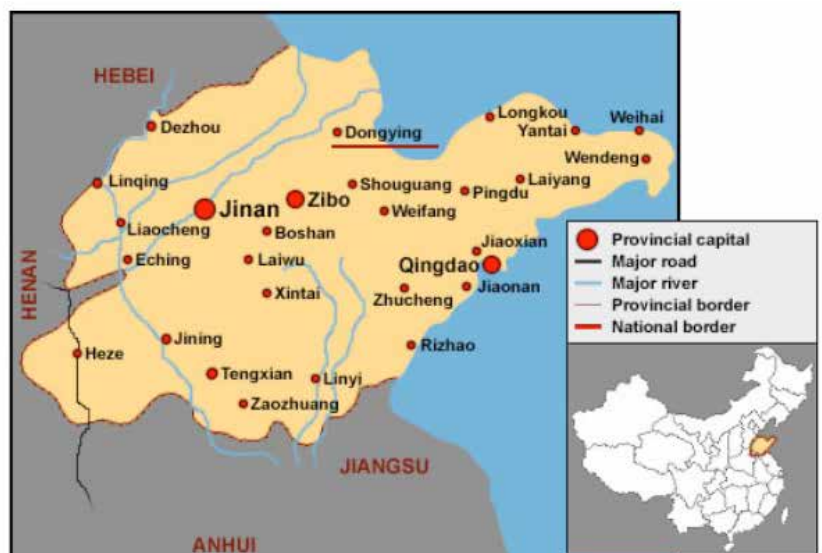 HEBEI
Dezhou
Dongying
Longkou
Yantai
Weihai
Wendeng
Linqing
Jinan
Zibo
Shouguang
Pingdu
Laiyang
Weifang
Liaocheng
Boshan
Jiaoxian
Eching
Laiwu
Qingdao
Xintai
Zhucheng
Jiaonan
HENAN
Heze
Jining
Rizhao
Tengxian
Linyi
Zaozhuang
JIANGSU
ANHUI
Provincial capital
Major road
Major river
Provincial border
National border